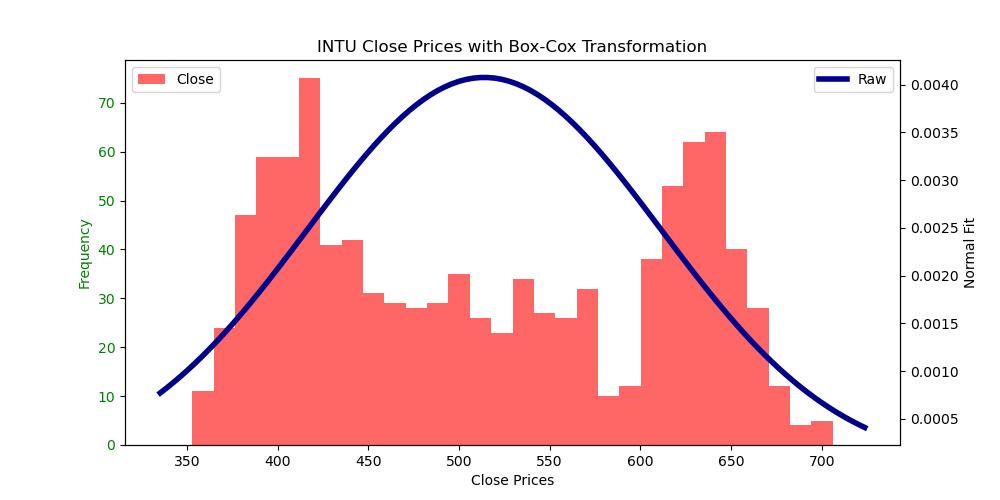 INTU Close Prices with Box-Cox Transformation
Close
Raw
70
60
50
40
30
20
10
0
Frequency
0.0040
0.0035
0.0030
0.0025
0.0020
0.0015
0.0010
0.0005
Normal Fit
350 400 450 500 550 600 650 700
Close Prices